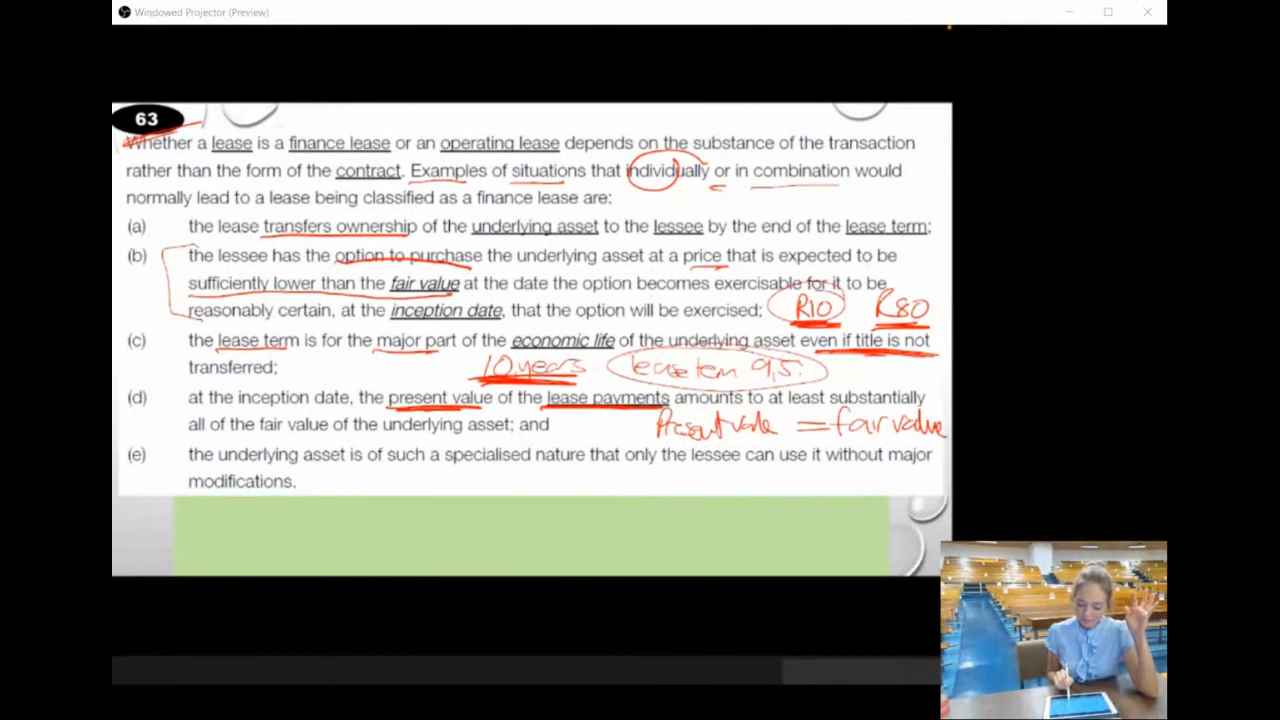 Windowed Projector (Preview)
63
Whether a lease is a finance lease or an operating lease depends on the substance of the transaction
rather than the form of the contract. Examples of situations that individually or in combination would
normally lead to a lease being classified as a finance lease are:
(a) the lease transfers ownership of the underlying asset to the lessee by the end of the lease term;
(b) the lessee has the option to purchase the underlying asset at a price that is expected to be
sufficiently lower than the fair value at the date the option becomes exercisable for it to be
reasonably certain, at the inception date, that the option will be exercised; R10 R80
(c) the lease term is for the major part of the economic life of the underlying asset even if title is not
transferred; 10 years lease term 9,5.
(d) at the inception date, the present value of the lease payments amounts to at least substantially
all of the fair value of the underlying asset; and Present value = fair value
(e) the underlying asset is of such a specialised nature that only the lessee can use it without major
modifications.